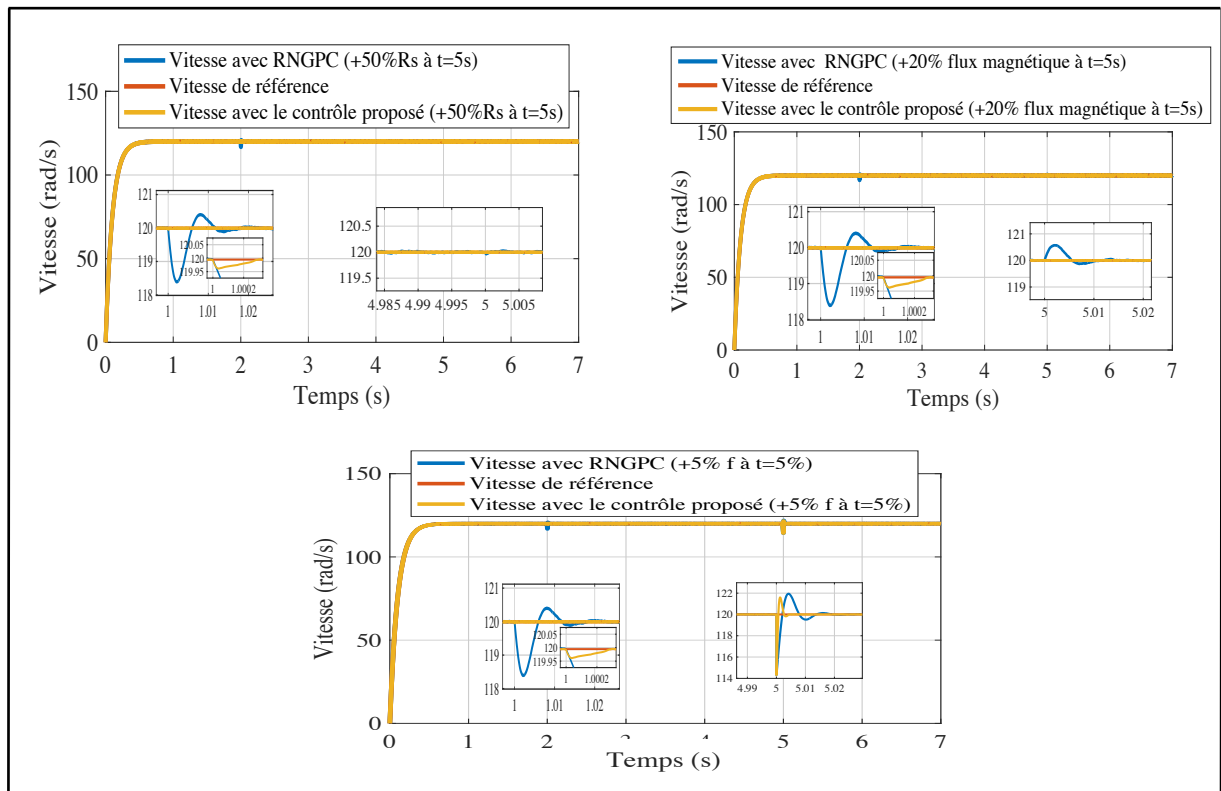 Vitesse avec RNGPC (+50%Rs à t=5s)
Vitesse de référence
Vitesse avec le contrôle proposé (+50%Rs à t=5s)
150
100
50
0
Vitesse (rad/s)
0 1 2 3 4 5 6 7
Temps (s)
121
120
119
118
1 1.01 1.02
120.05
120
119.95
1 1.0002
120.5
120
119.5
4.985 4.99 4.995 5 5.005
Vitesse avec RNGPC (+20% flux magnétique à t=5s)
Vitesse de référence
Vitesse avec le contrôle proposé (+20% flux magnétique à t=5s)
150
100
50
0
Vitesse (rad/s)
0 1 2 3 4 5 6 7
Temps (s)
121
120
119
118
1 1.01 1.02
120.05
120
119.95
1 1.0002
121
120
119
5 5.01 5.02
Vitesse avec RNGPC (+5% f à t=5%)
Vitesse de référence
Vitesse avec le contrôle proposé (+5% f à t=5%)
150
100
50
0
Vitesse (rad/s)
0 1 2 3 4 5 6 7
Temps (s)
121
120
119
118
1 1.01 1.02
120.05
120
119.95
1 1.0002
122
120
118
116
114
4.99 5 5.01 5.02